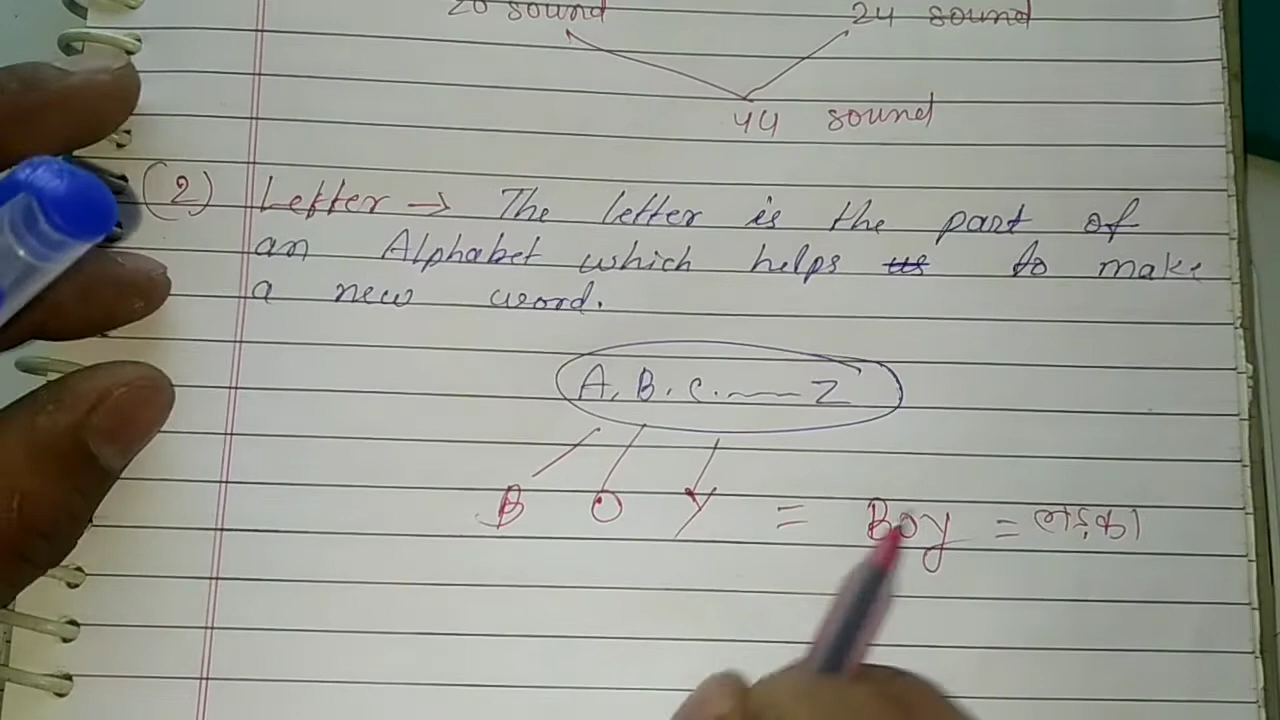 20 sound 24 sound
44 sound
(2) Letter → The letter is the part of
an Alphabet which helps to make
a new word.
A, B, C. — Z
B O Y = Boy = लड़का